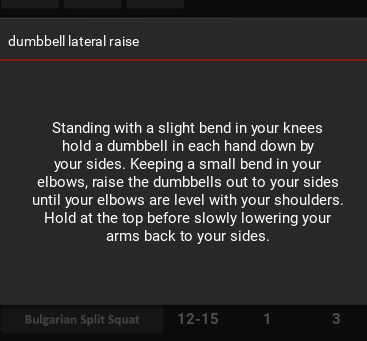 dumbbell lateral raise
Standing with a slight bend in your knees
hold a dumbbell in each hand down by
your sides. Keeping a small bend in your
elbows, raise the dumbbells out to your sides
until your elbows are level with your shoulders.
Hold at the top before slowly lowering your
arms back to your sides.
Bulgarian Split Squat 12-15 1 3